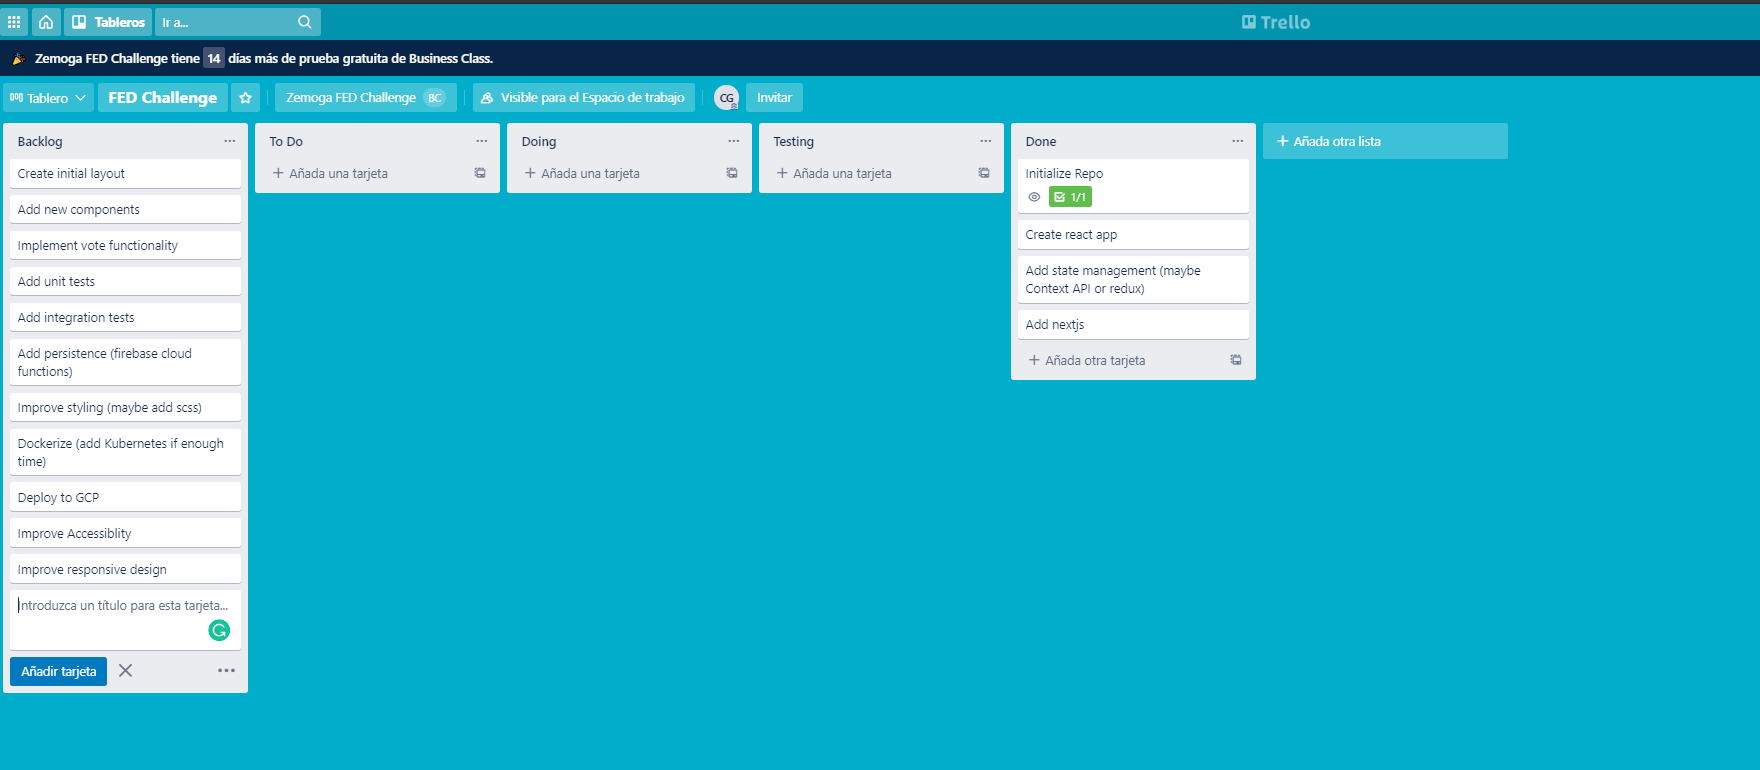 Tableros
Ir a...
Trello
Zemoga FED Challenge tiene 14 días más de prueba gratuita de Business Class.
Tablero
FED Challenge
Zemoga FED Challenge BC
Visible para el Espacio de trabajo
CG
Invitar
Backlog
Create initial layout
Add new components
Implement vote functionality
Add unit tests
Add integration tests
Add persistence (firebase cloud
functions)
Improve styling (maybe add scss)
Dockerize (add Kubernetes if enough
time)
Deploy to GCP
Improve Accessiblity
Improve responsive design
Introduzca un título para esta tarjeta...
Añadir tarjeta
To Do
+ Añada una tarjeta
Doing
+ Añada una tarjeta
Testing
+ Añada una tarjeta
Done
Initialize Repo
1/1
Create react app
Add state management (maybe
Context API or redux)
Add nextjs
+ Añada otra tarjeta
+ Añada otra lista